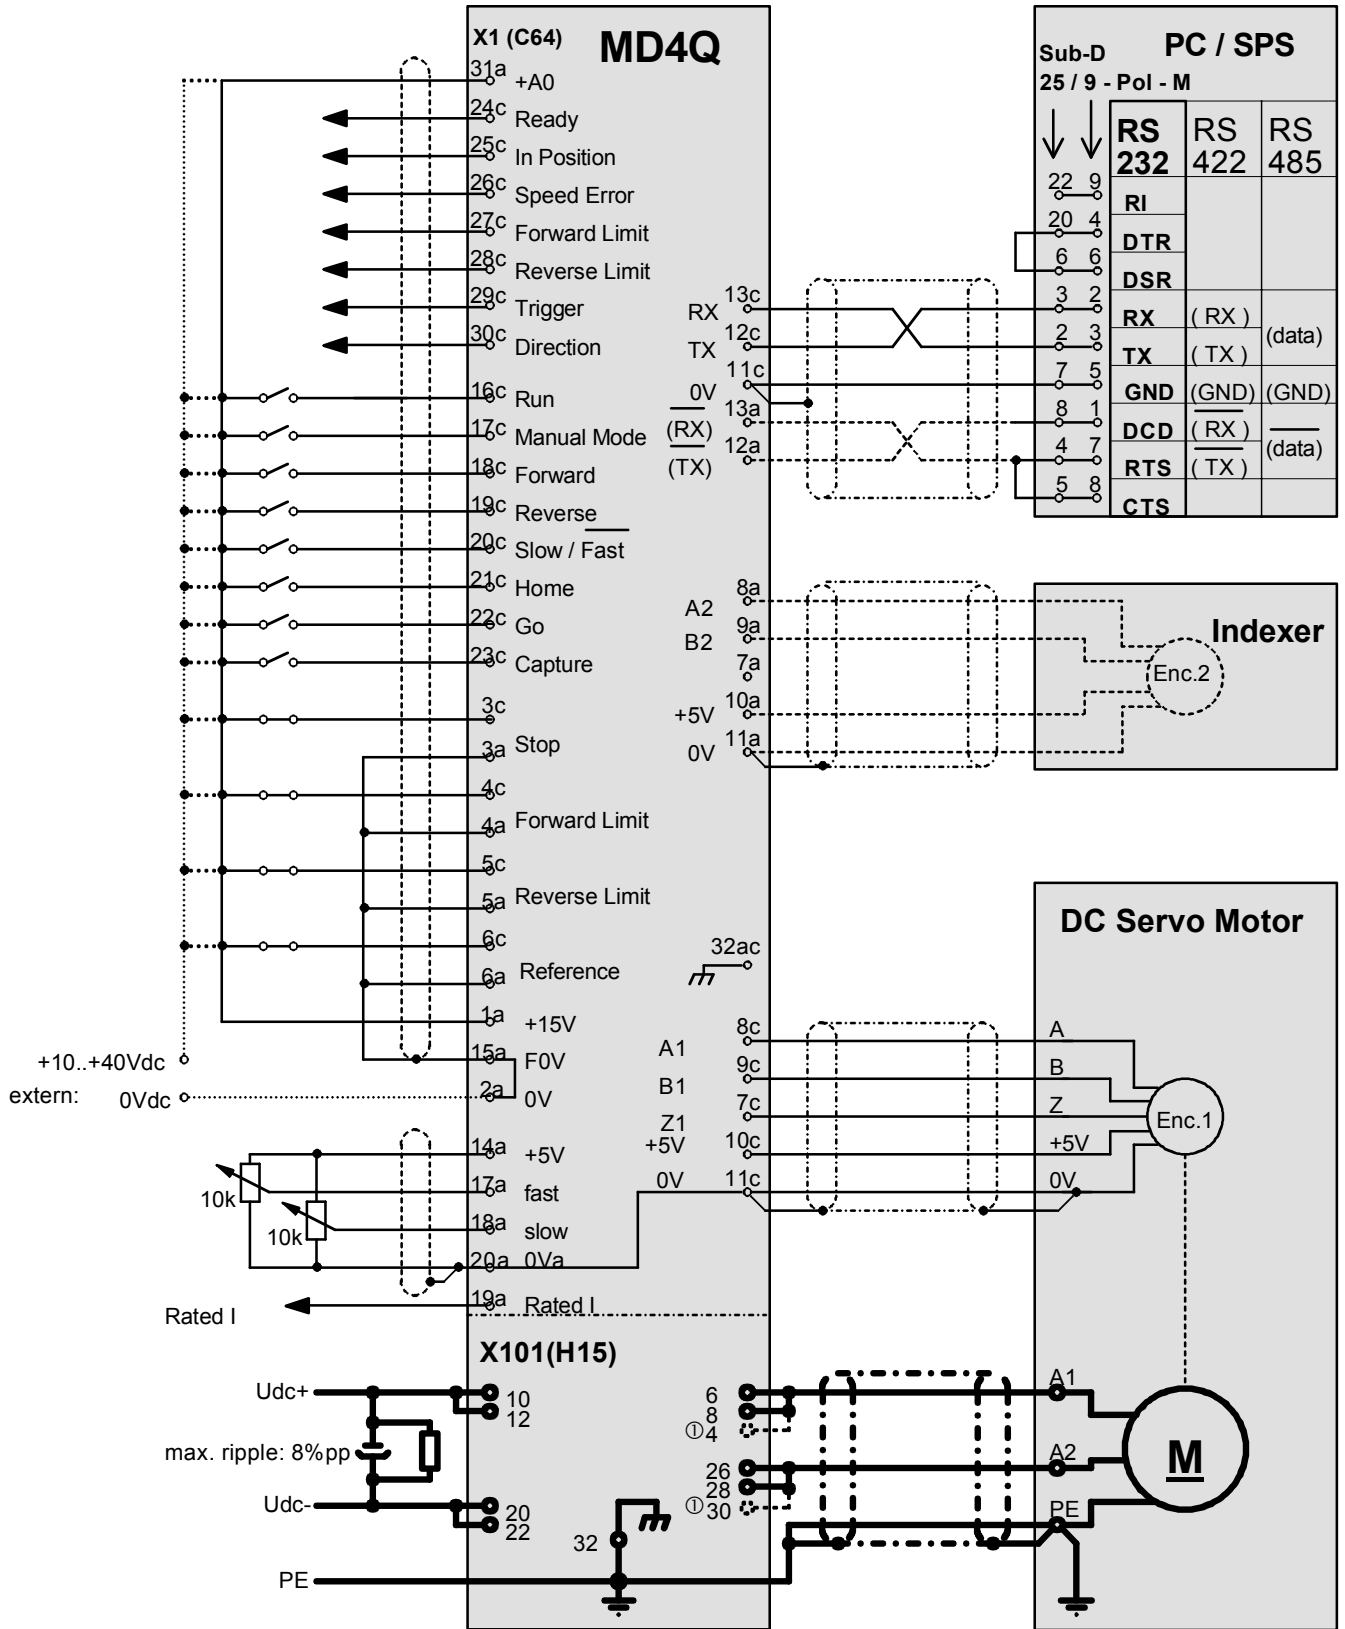 X1 (C64)
MD4Q
31a +A0
24c Ready
25c In Position
26c Speed Error
27c Forward Limit
28c Reverse Limit
29c Trigger
30c Direction
16c Run
17c Manual Mode
18c Forward
19c Reverse
20c Slow / Fast
21c Home
22c Go
23c Capture
3c
Stop
3a
4c
Forward Limit
4a
5c
Reverse Limit
5a
6c
Reference
6a
1a +15V
15a F0V
2a 0V
+10..+40Vdc
extern: 0Vdc
14a +5V
17a fast
18a slow
20a 0Va
19a Rated I
10k
10k
Rated I
RX 13c
TX 12c
0V 11c
(RX) 13a
(TX) 12a
A2 8a
B2 9a
7a
+5V 10a
0V 11a
32ac
A1 8c
B1 9c
Z1 7c
+5V 10c
0V 11c
PC / SPS
Sub-D
25 / 9 - Pol - M
RS 232
RS 422
RS 485
22 9 RI
20 4 DTR
6 6 DSR
3 2 RX ( RX )
(data)
2 3 TX ( TX )
7 5 GND (GND) (GND)
8 1 DCD ( RX )
(data)
4 7 RTS ( TX )
5 8 CTS
Indexer
Enc.2
DC Servo Motor
A
B
Z
+5V
0V
Enc.1
X101(H15)
Udc+
10
12
max. ripple: 8%pp
Udc-
20
22
PE
32
6
8
①4
26
28
①30
A1
A2
PE
M